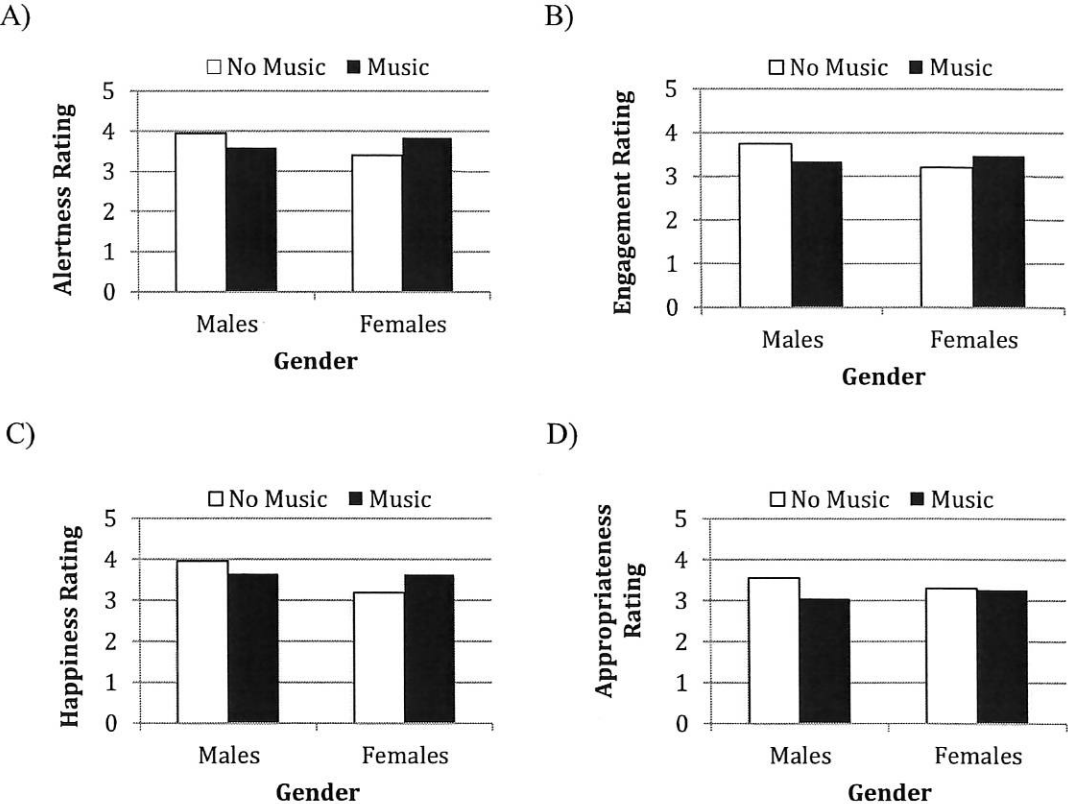 A)
No Music Music
Alertness Rating
5
4
3
2
1
0
Males Females
Gender
B)
No Music Music
Engagement Rating
5
4
3
2
1
0
Males Females
Gender
C)
No Music Music
Happiness Rating
5
4
3
2
1
0
Males Females
Gender
D)
No Music Music
Appropriateness
Rating
5
4
3
2
1
0
Males Females
Gender